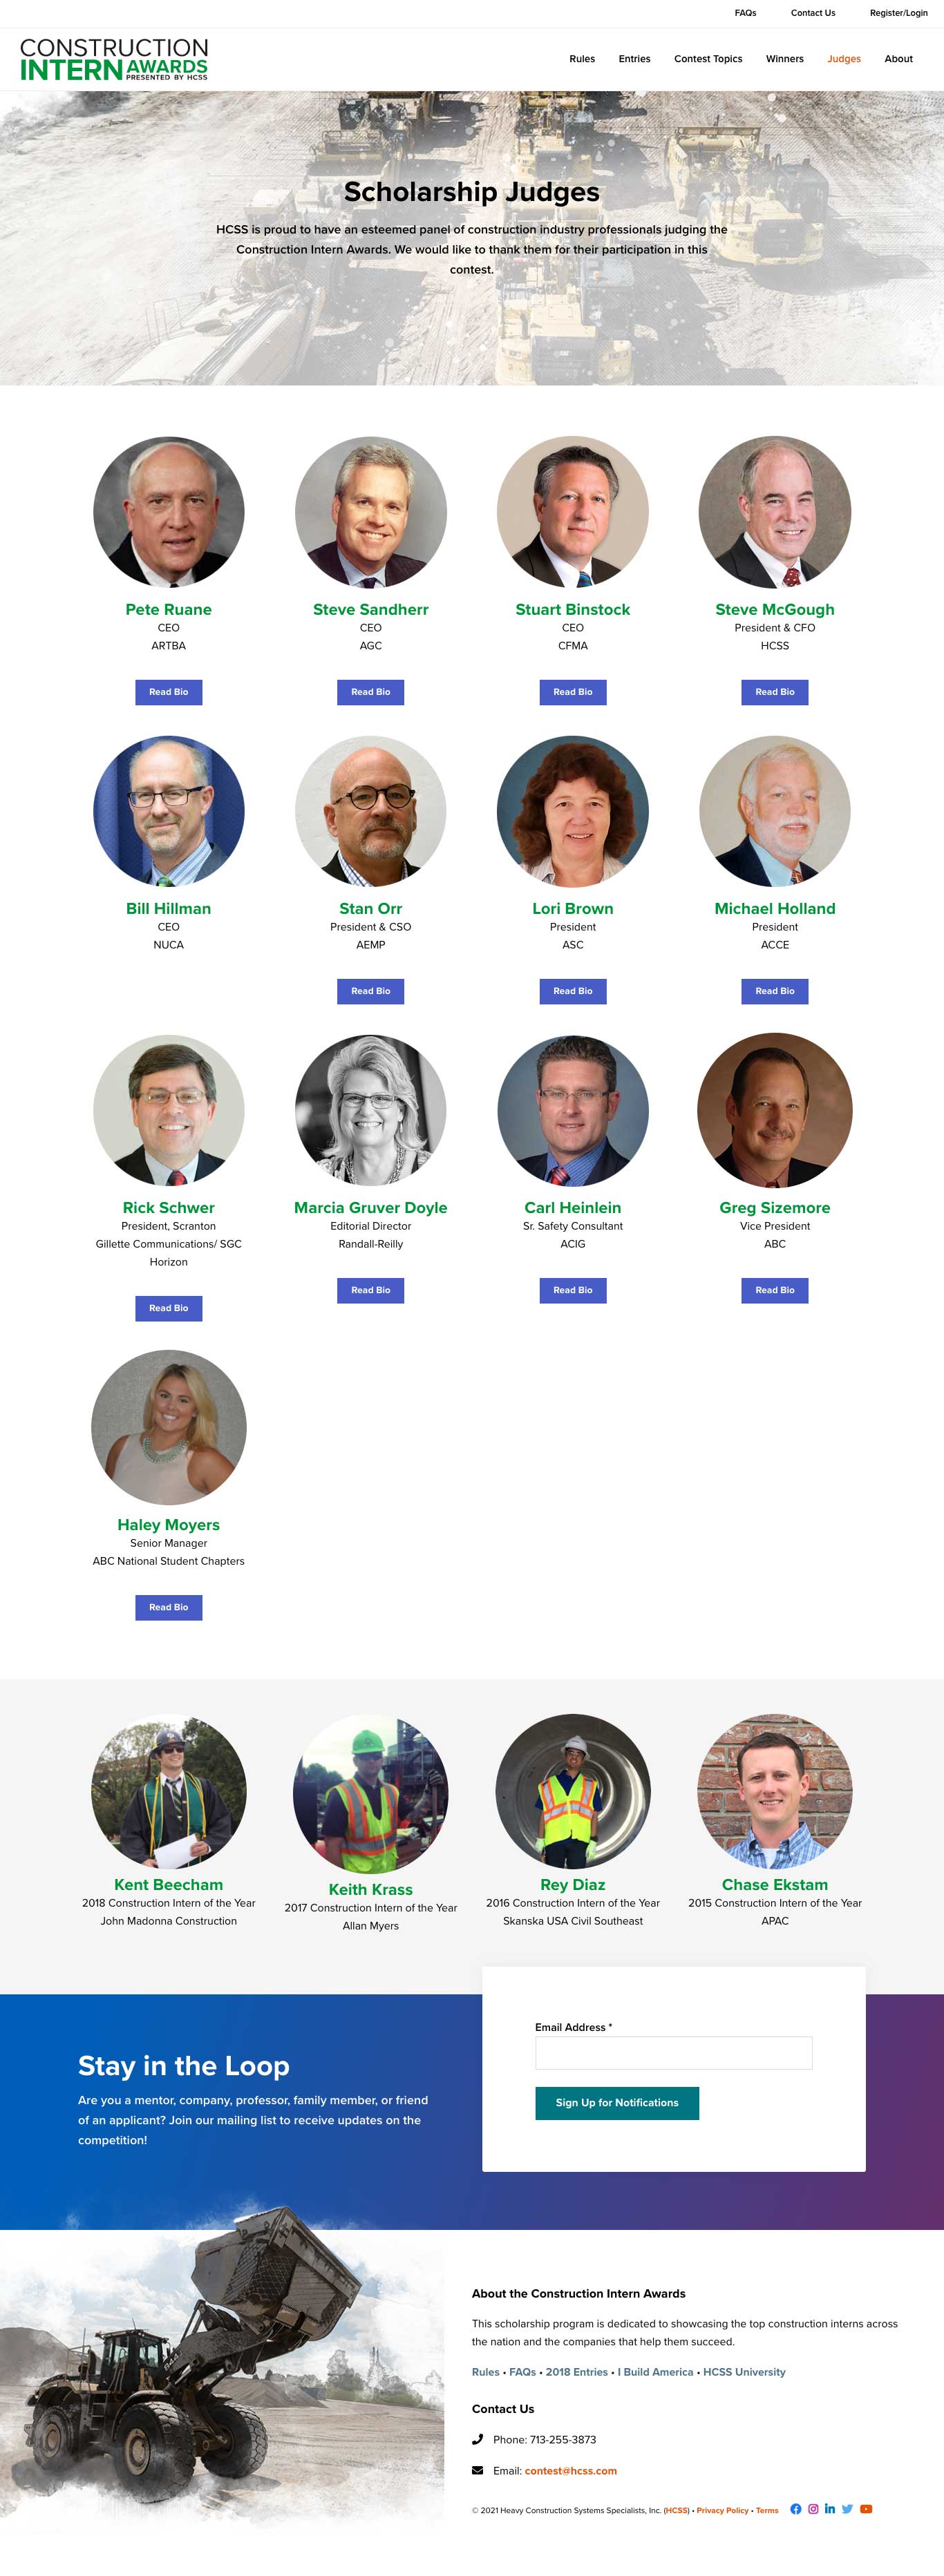 FAQs
Contact Us
Register/Login
CONSTRUCTION
INTERN AWARDS
PRESENTED BY HCSS
Rules
Entries
Contest Topics
Winners
Judges
About
Scholarship Judges
HCSS is proud to have an esteemed panel of construction industry professionals judging the
Construction Intern Awards. We would like to thank them for their participation in this
contest.
Pete Ruane
CEO
ARTBA
Read Bio
Steve Sandherr
CEO
AGC
Read Bio
Stuart Binstock
CEO
CFMA
Read Bio
Steve McGough
President & CFO
HCSS
Read Bio
Bill Hillman
CEO
NUCA
Stan Orr
President & CSO
AEMP
Read Bio
Lori Brown
President
ASC
Read Bio
Michael Holland
President
ACCE
Read Bio
Rick Schwer
President, Scranton
Gillette Communications/ SGC
Horizon
Read Bio
Marcia Gruver Doyle
Editorial Director
Randall-Reilly
Read Bio
Carl Heinlein
Sr. Safety Consultant
ACIG
Read Bio
Greg Sizemore
Vice President
ABC
Read Bio
Haley Moyers
Senior Manager
ABC National Student Chapters
Read Bio
Kent Beecham
2018 Construction Intern of the Year
John Madonna Construction
Keith Krass
2017 Construction Intern of the Year
Allan Myers
Rey Diaz
2016 Construction Intern of the Year
Skanska USA Civil Southeast
Chase Ekstam
2015 Construction Intern of the Year
APAC
Stay in the Loop
Are you a mentor, company, professor, family member, or friend
of an applicant? Join our mailing list to receive updates on the
competition!
Email Address *
Sign Up for Notifications
About the Construction Intern Awards
This scholarship program is dedicated to showcasing the top construction interns across
the nation and the companies that help them succeed.
Rules • FAQs • 2018 Entries • I Build America • HCSS University
Contact Us
Phone: 713-255-3873
Email: contest@hcss.com
© 2021 Heavy Construction Systems Specialists, Inc. (HCSS) • Privacy Policy • Terms